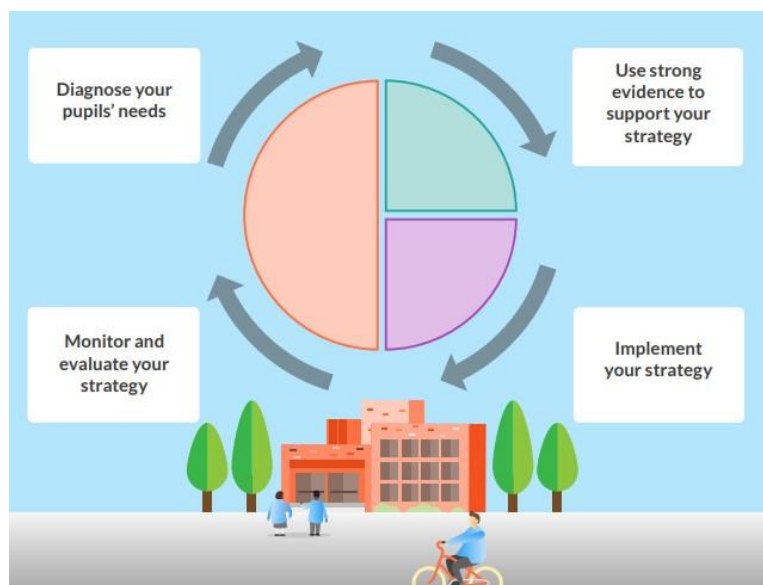 Diagnose your
pupils’ needs
Use strong
evidence to
support your
strategy
Implement
your strategy
Monitor and
evaluate your
strategy